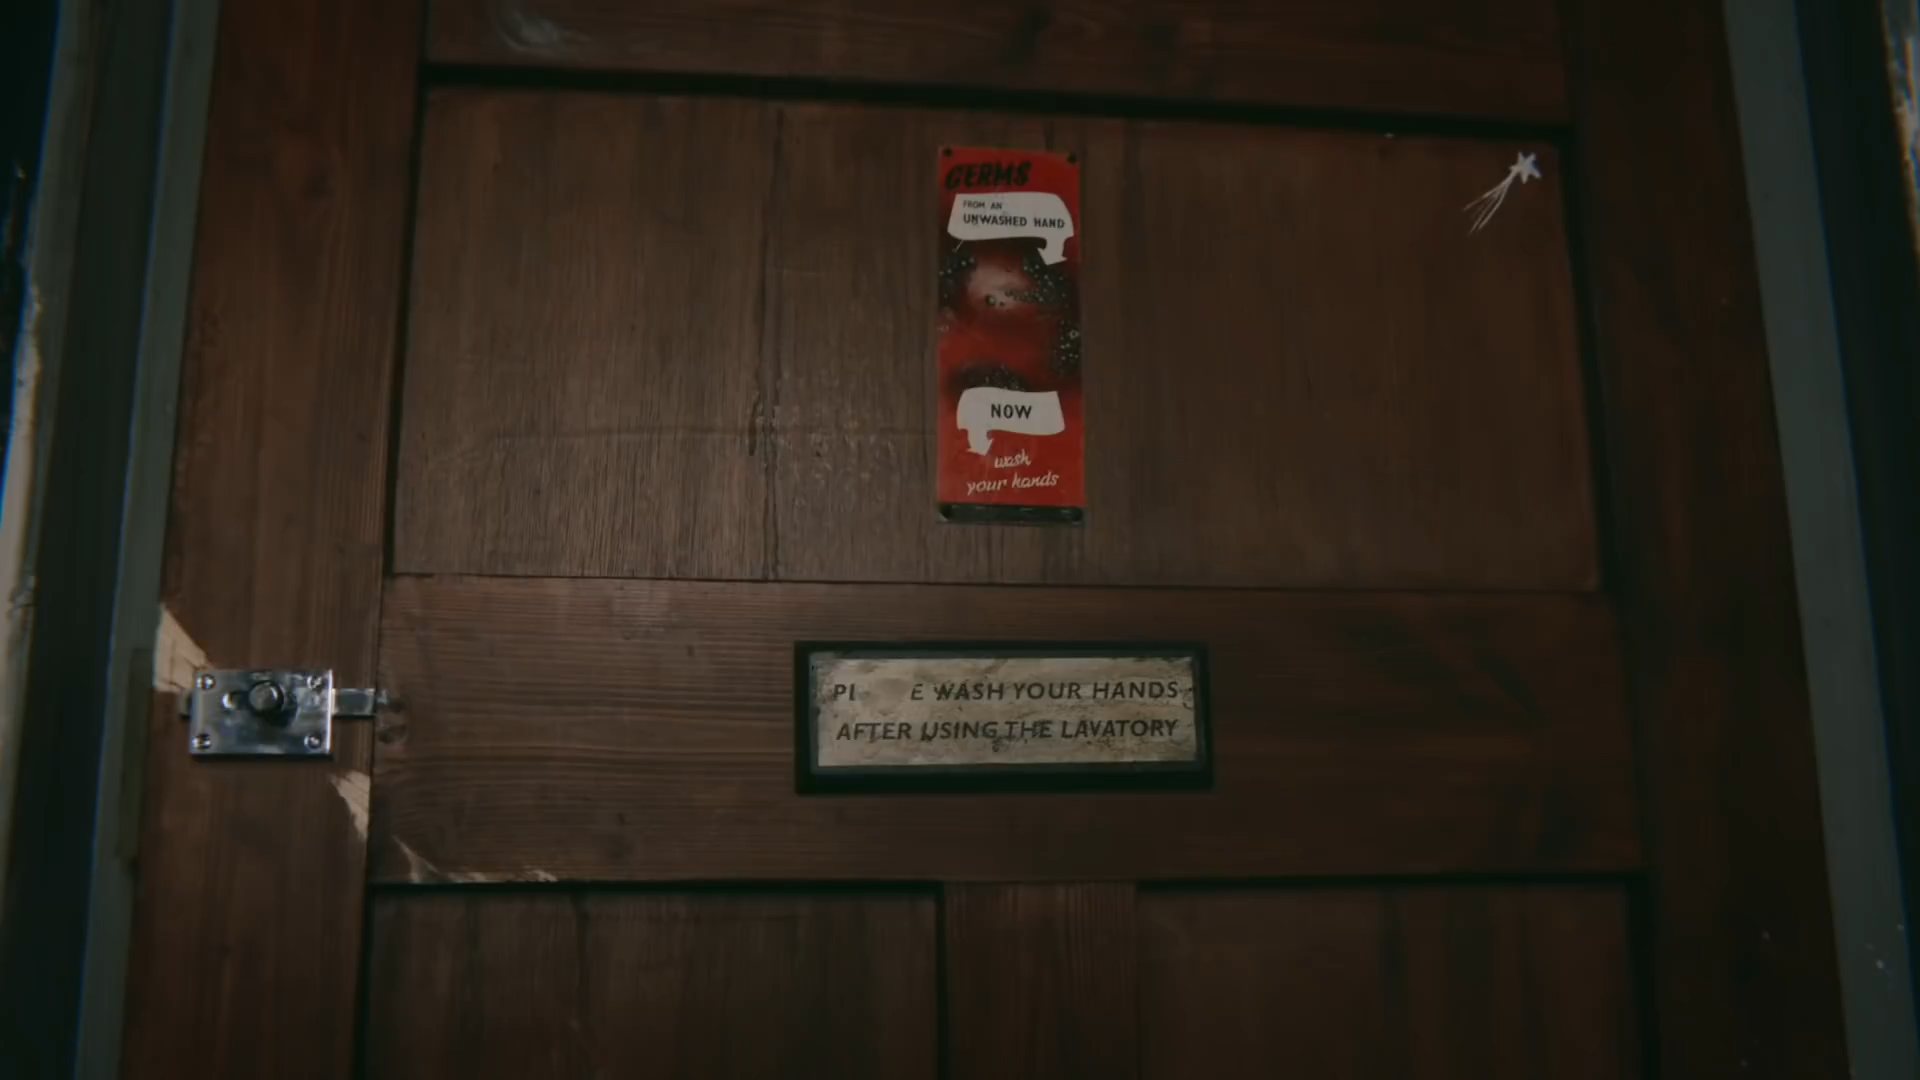 GERMS
FROM AN
UNWASHED HAND
NOW
wash
your hands
PL    E WASH YOUR HANDS
AFTER USING THE LAVATORY